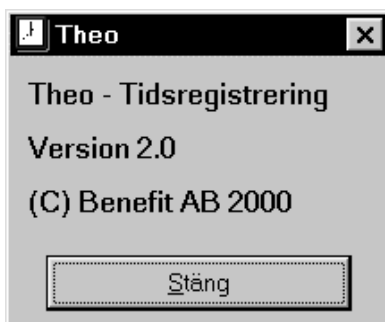 Theo
Theo - Tidsregistrering
Version 2.0
(C) Benefit AB 2000
Stäng